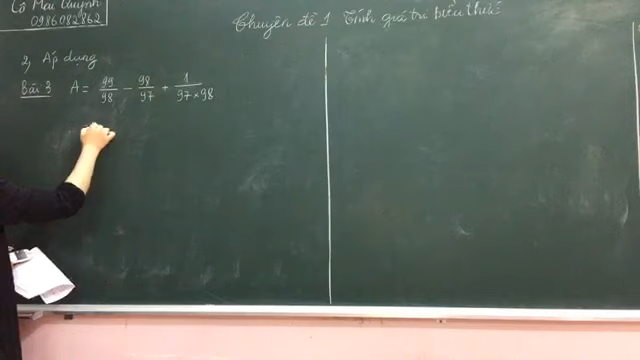 Cô Mai Quỳnh
0986082862
Chuyên đề 1 Tính giá trị biểu thức
2, Áp dụng
Bài 3 A = 99/98 - 98/97 + 1/97×98